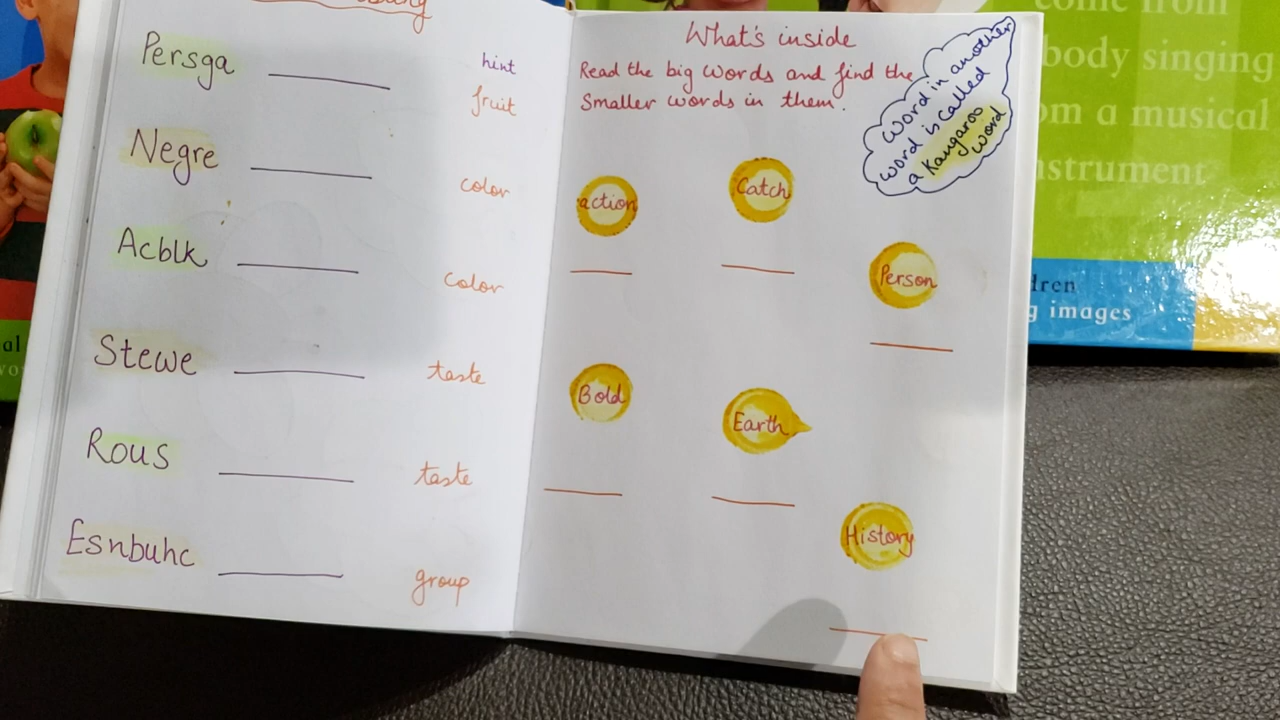 Persga
hint
fruit
Negre
color
Acblk
color
Stewe
taste
Rous
taste
Esnbuhc
group
What's inside
Read the big words and find the
Smaller words in them.
word in another
word is called
a Kangaroo
word
action
Catch
Person
Bold
Earth
History
come from
body singing
om a musical
nstrument
dren
g images
al